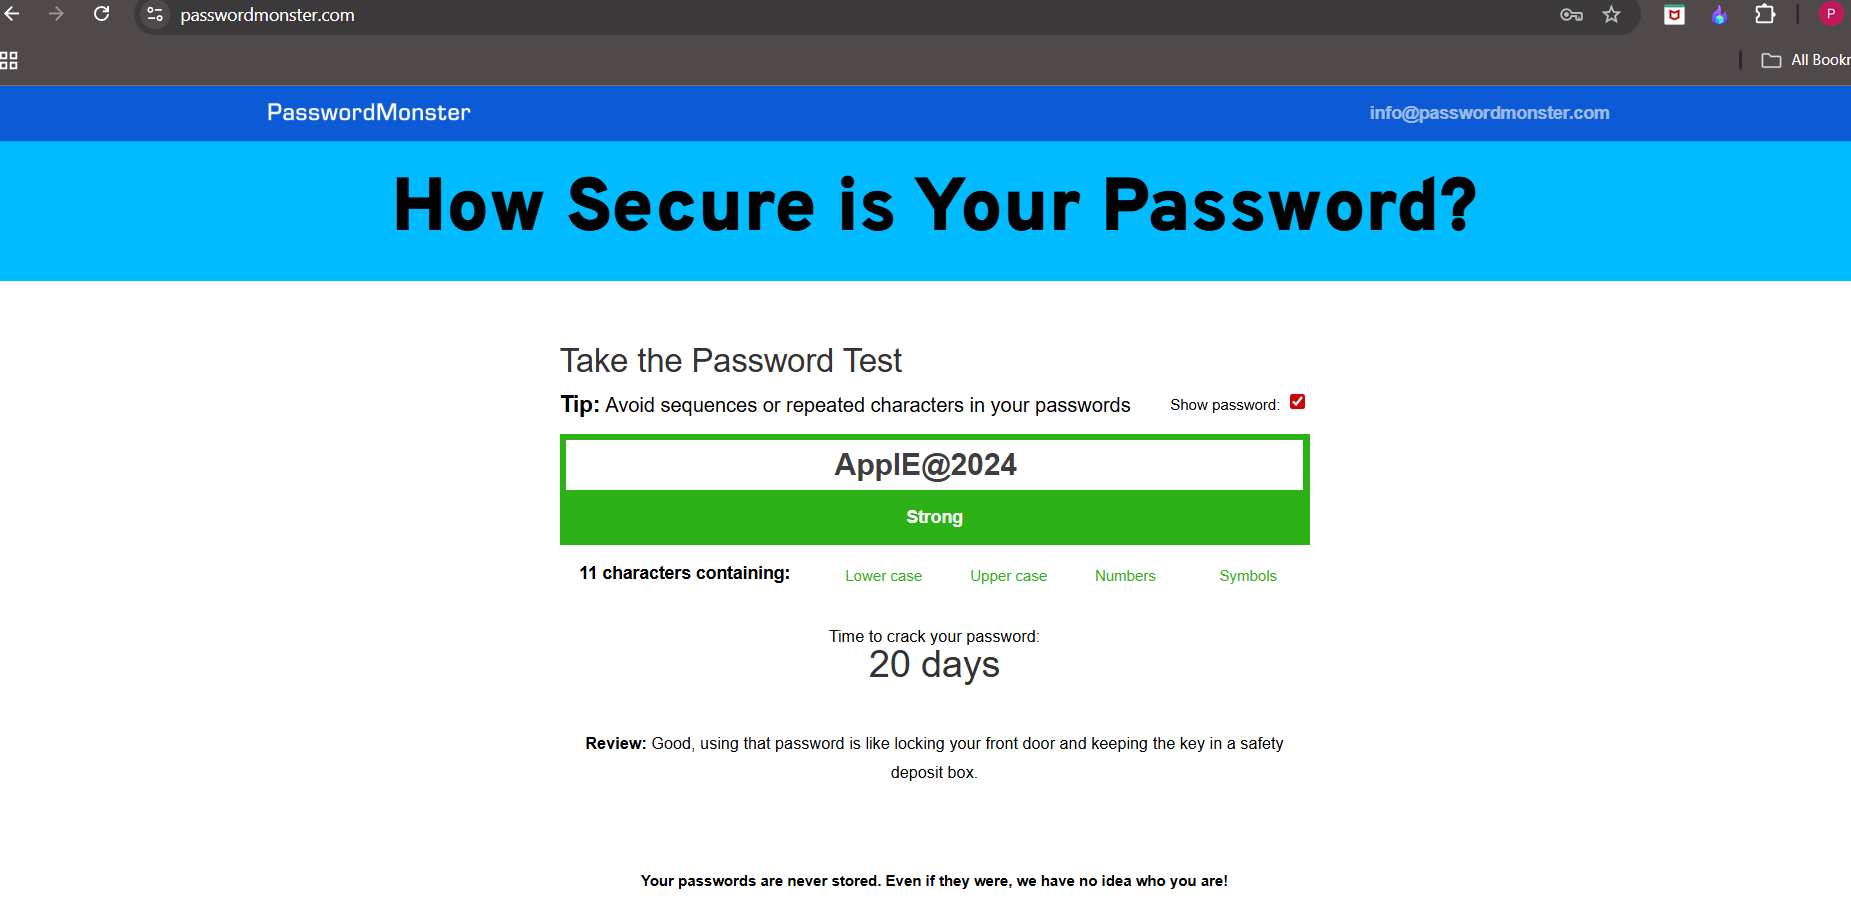 passwordmonster.com
P
All Bookr
PasswordMonster
info@passwordmonster.com
How Secure is Your Password?
Take the Password Test
Tip: Avoid sequences or repeated characters in your passwords
Show password:
ApplE@2024
Strong
11 characters containing:
Lower case
Upper case
Numbers
Symbols
Time to crack your password:
20 days
Review: Good, using that password is like locking your front door and keeping the key in a safety
deposit box.
Your passwords are never stored. Even if they were, we have no idea who you are!